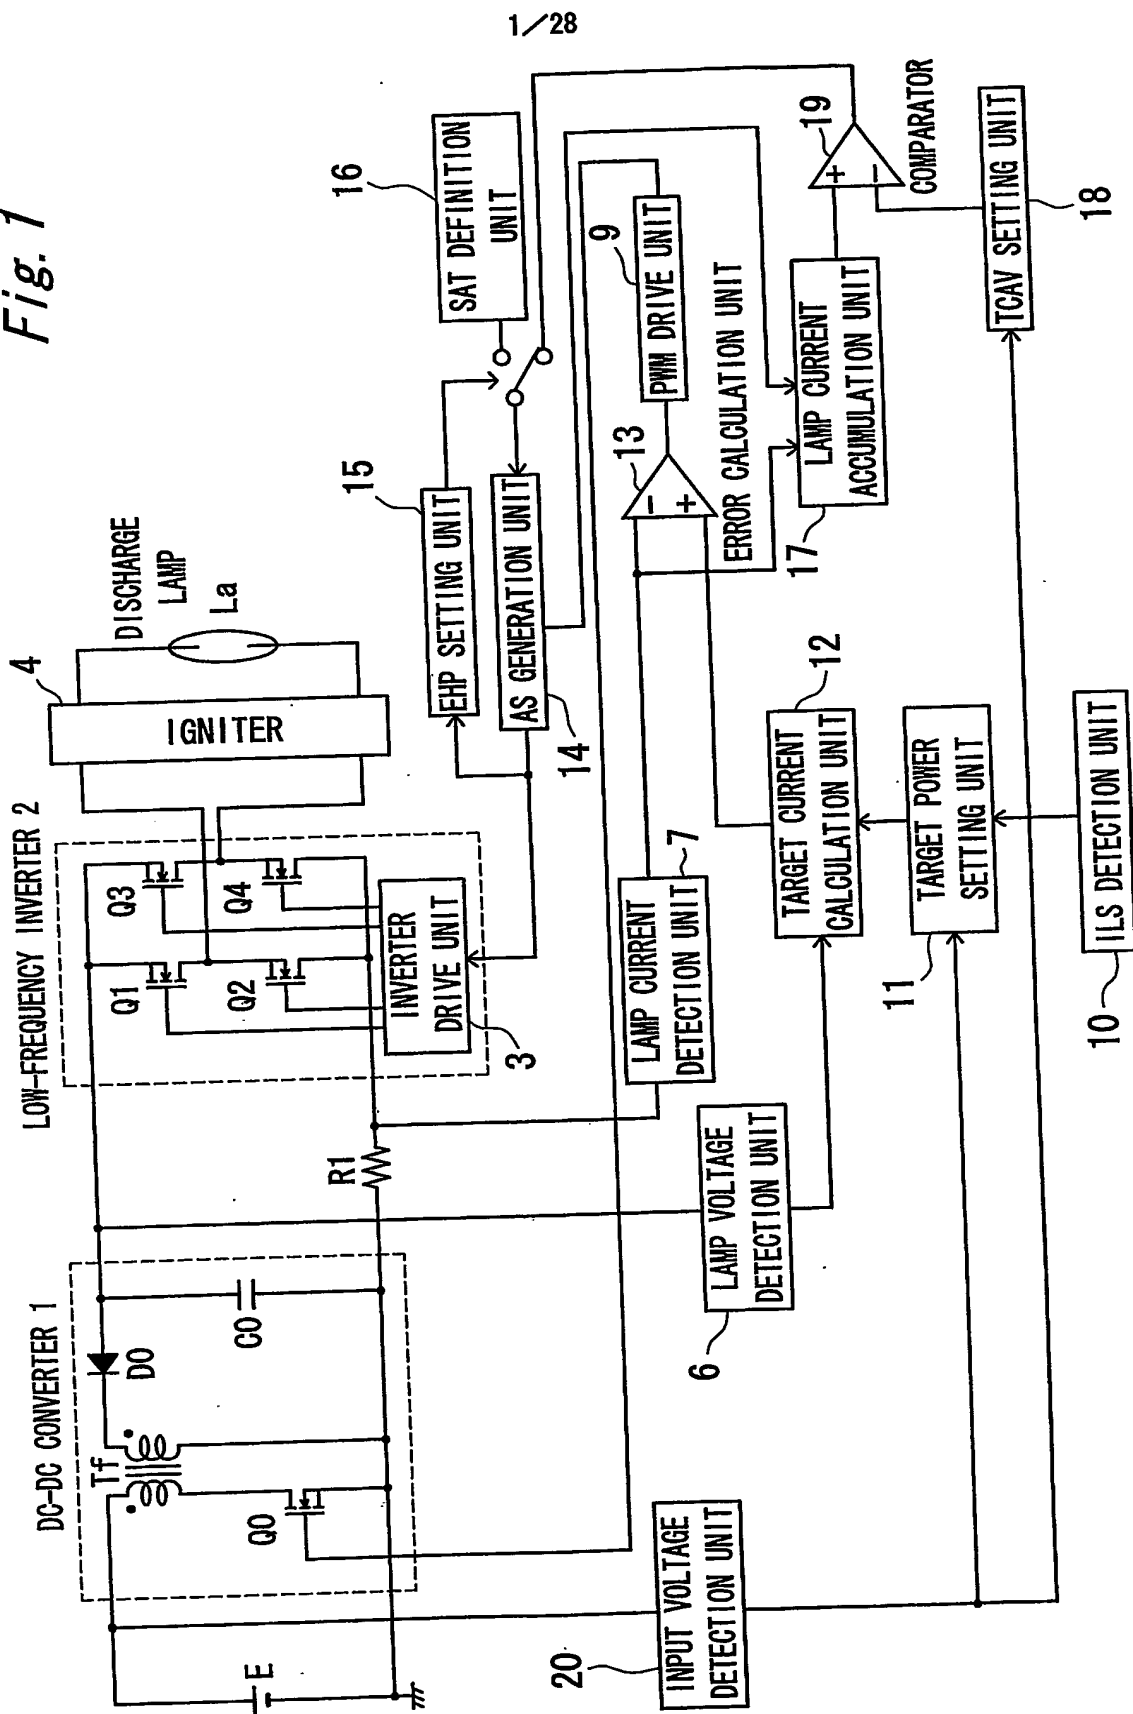 1/28
Fig. 1
DC-DC CONVERTER 1
LOW-FREQUENCY INVERTER 2
4
DISCHARGE
LAMP
La
IGNITER
E
Tf
D0
C0
Q0
R1
Q1
Q2
Q3
Q4
INVERTER
DRIVE UNIT
3
15
EHP SETTING UNIT
AS GENERATION UNIT
14
16
SAT DEFINITION
UNIT
9
PWM DRIVE UNIT
13
−
+
ERROR CALCULATION UNIT
20
INPUT VOLTAGE
DETECTION UNIT
6
LAMP VOLTAGE
DETECTION UNIT
7
LAMP CURRENT
DETECTION UNIT
12
TARGET CURRENT
CALCULATION UNIT
11
TARGET POWER
SETTING UNIT
10
ILS DETECTION UNIT
17
LAMP CURRENT
ACCUMULATION UNIT
19
+
−
COMPARATOR
TCAV SETTING UNIT
18